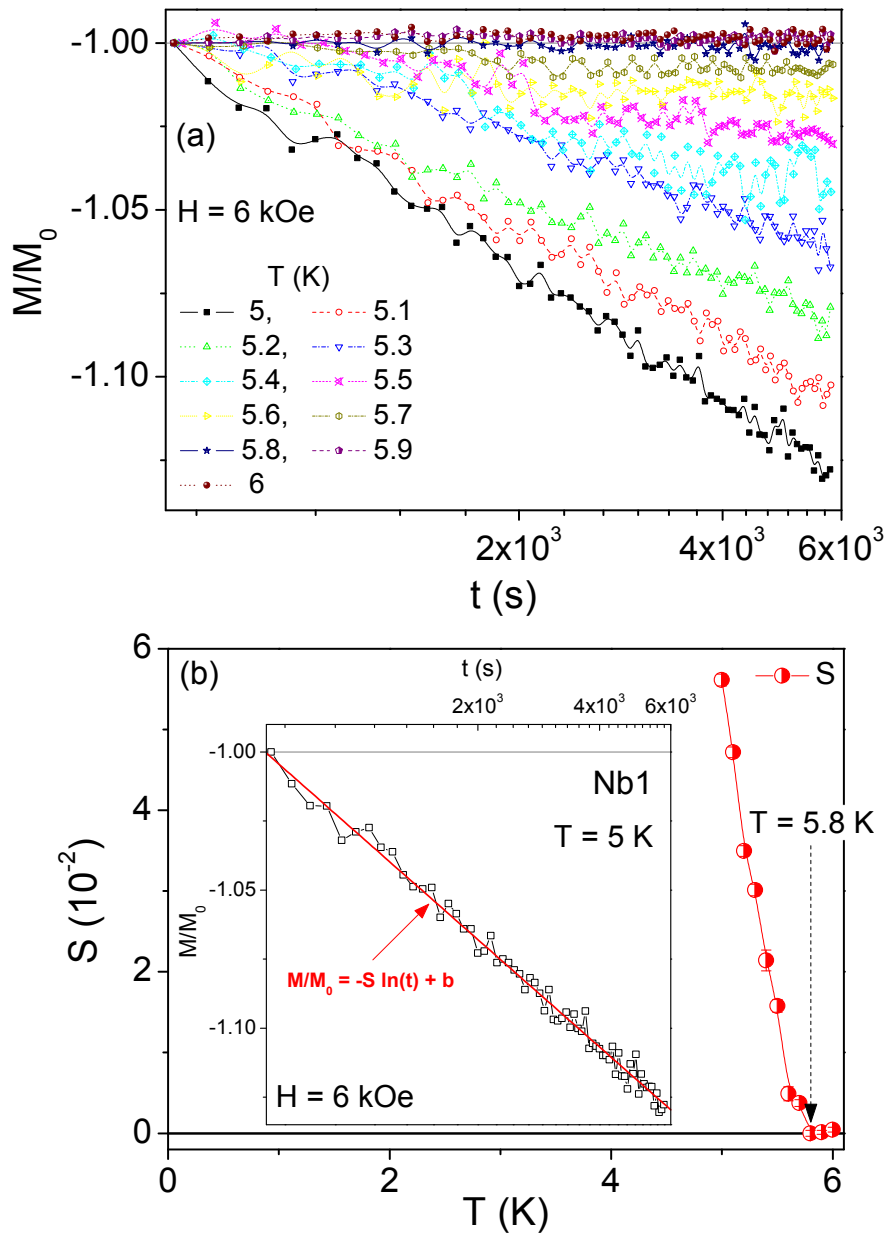 -1.00
(a)
-1.05
H = 6 kOe
M/M₀
T (K)
5, 5.1
5.2, 5.3
-1.10
5.4, 5.5
5.6, 5.7
5.8, 5.9
6
2x10³ 4x10³ 6x10³
t (s)
6
(b)
t (s)
S
2x10³ 4x10³ 6x10³
-1.00
Nb1
4
T = 5 K
T = 5.8 K
-1.05
S (10⁻²)
M/M₀
M/M₀ = -S ln(t) + b
2
-1.10
H = 6 kOe
0
0 2 4 6
T (K)